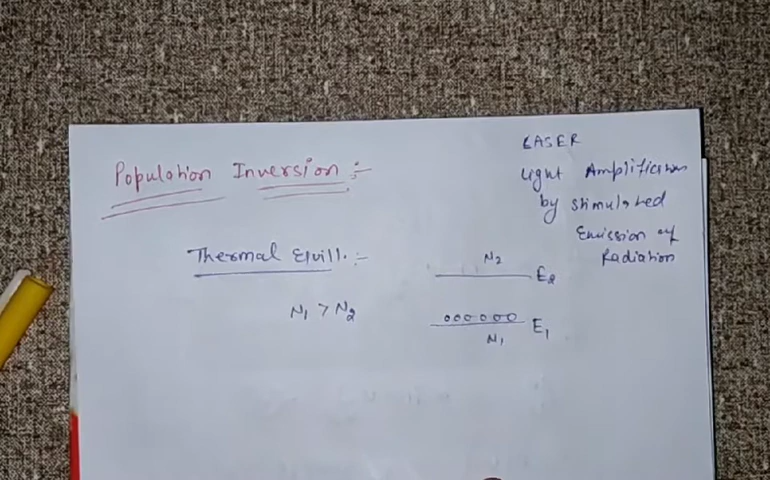 Population Inversion :-
LASER
Light Amplification
by stimulated
Emission of
Radiation
Thermal Equill. :-
N1 > N2
N2
E2
oooooo
E1
N1